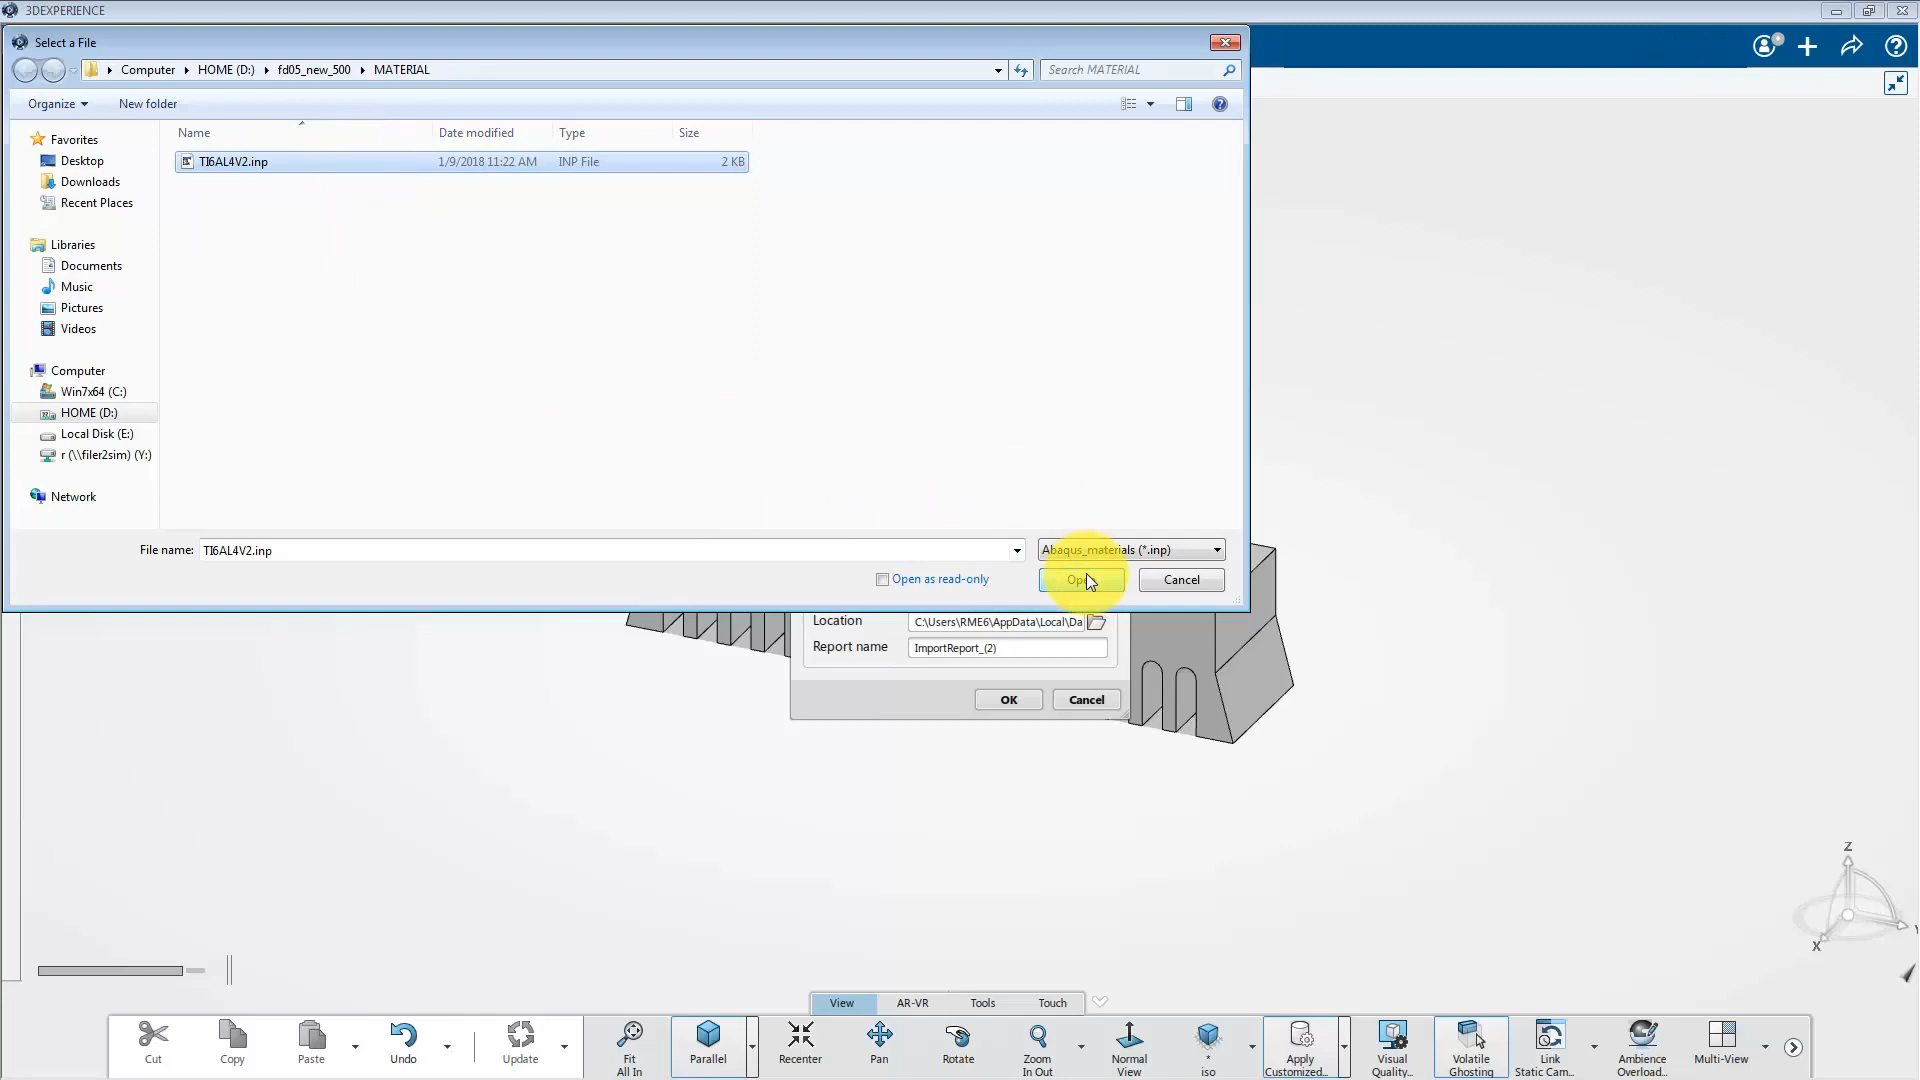 3DEXPERIENCE
Select a File
Computer HOME (D:) fd05_new_500 MATERIAL
Search MATERIAL
Organize New folder
Name Date modified Type Size
TI6AL4V2.inp 1/9/2018 11:22 AM INP File 2 KB
Favorites
Desktop
Downloads
Recent Places
Libraries
Documents
Music
Pictures
Videos
Computer
Win7x64 (C:)
HOME (D:)
Local Disk (E:)
r (\\filer2sim) (Y:)
Network
File name: TI6AL4V2.inp Abaqus_materials (*.inp)
Open as read-only Open Cancel
Location C:\Users\RME6\AppData\Local\Da
Report name ImportReport_(2)
OK Cancel
Z
X
View AR-VR Tools Touch
Cut Copy Paste Undo Update Fit All In Parallel Recenter Pan Rotate Zoom In Out Normal View * iso Apply Customized... Visual Quality... Volatile Ghosting Link Static Cam... Ambience Overload... Multi-View